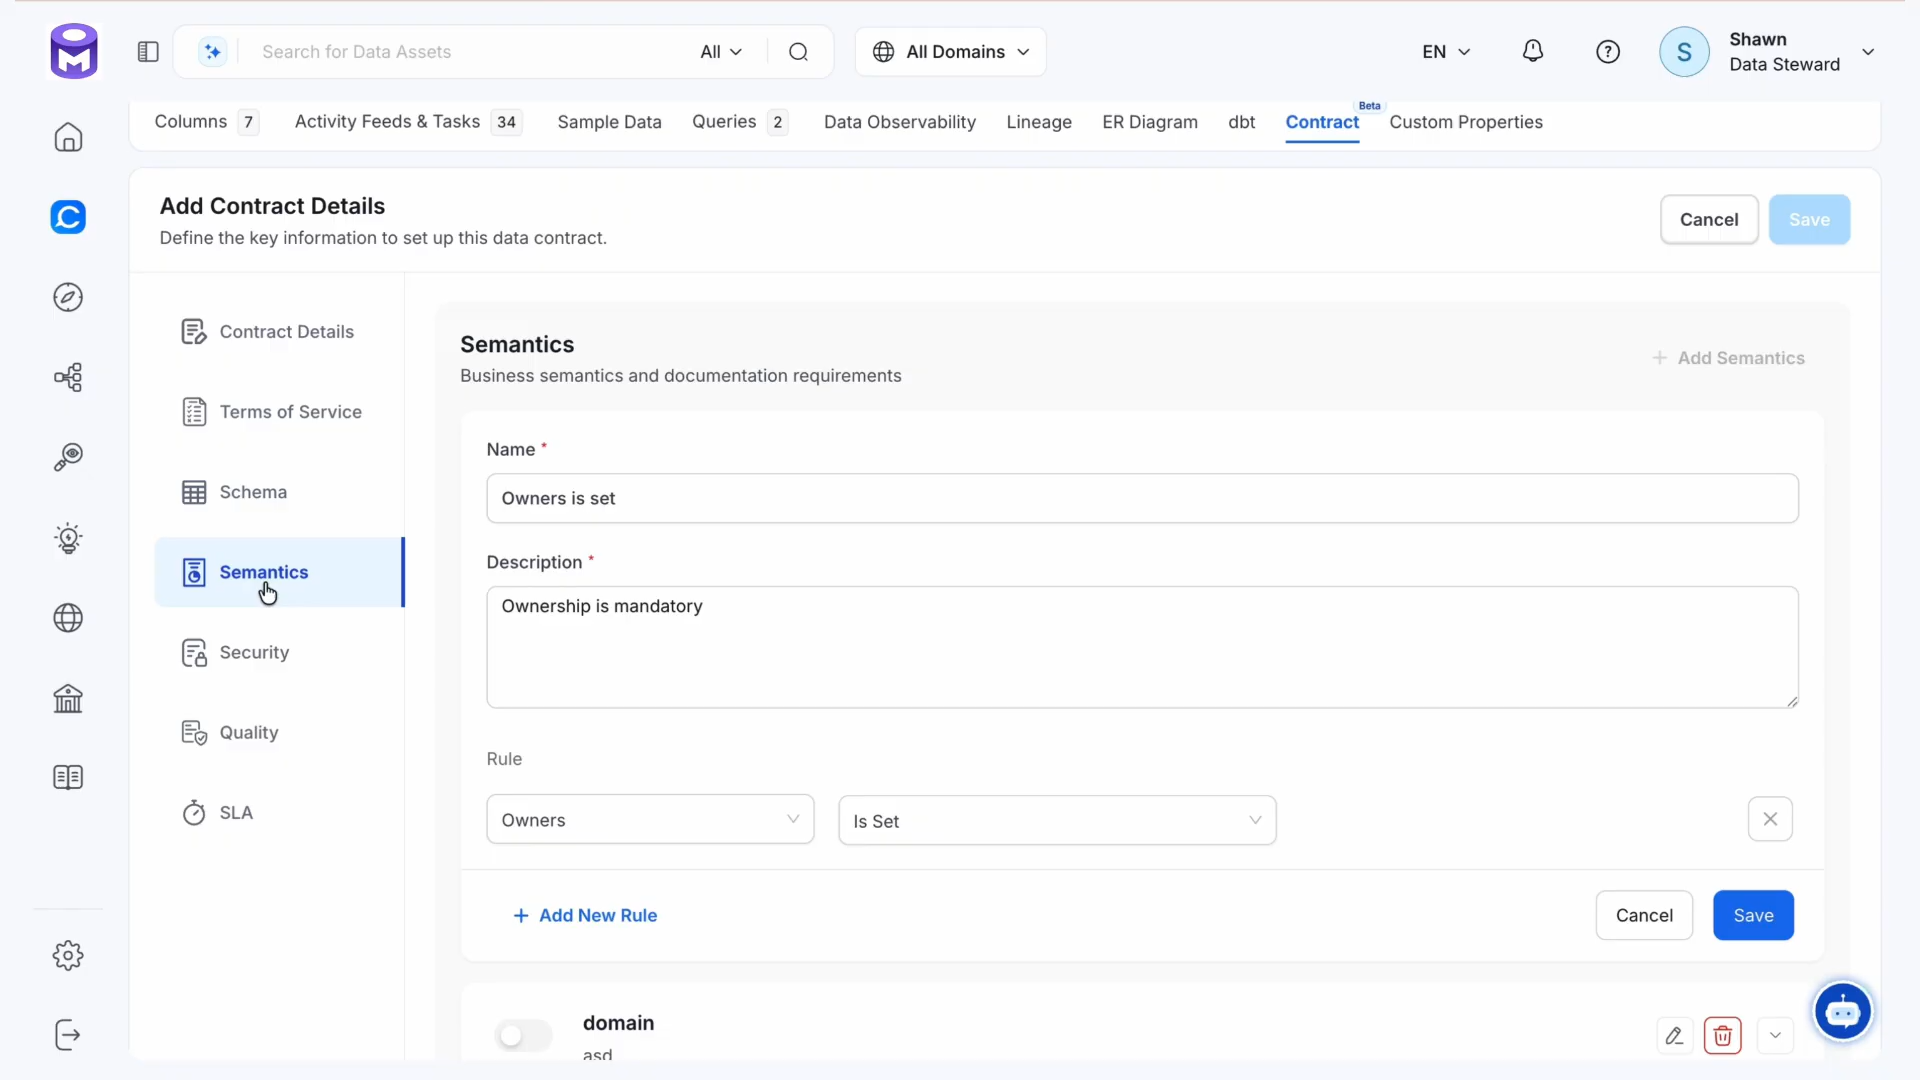 Search for Data Assets
All
All Domains
EN
S
Shawn
Data Steward
Columns 7
Activity Feeds & Tasks 34
Sample Data
Queries 2
Data Observability
Lineage
ER Diagram
dbt
Contract
Beta
Custom Properties
Add Contract Details
Define the key information to set up this data contract.
Cancel
Save
Contract Details
Terms of Service
Schema
Semantics
Security
Quality
SLA
Semantics
Business semantics and documentation requirements
+ Add Semantics
Name *
Owners is set
Description *
Ownership is mandatory
Rule
Owners
Is Set
+ Add New Rule
Cancel
Save
domain
asd